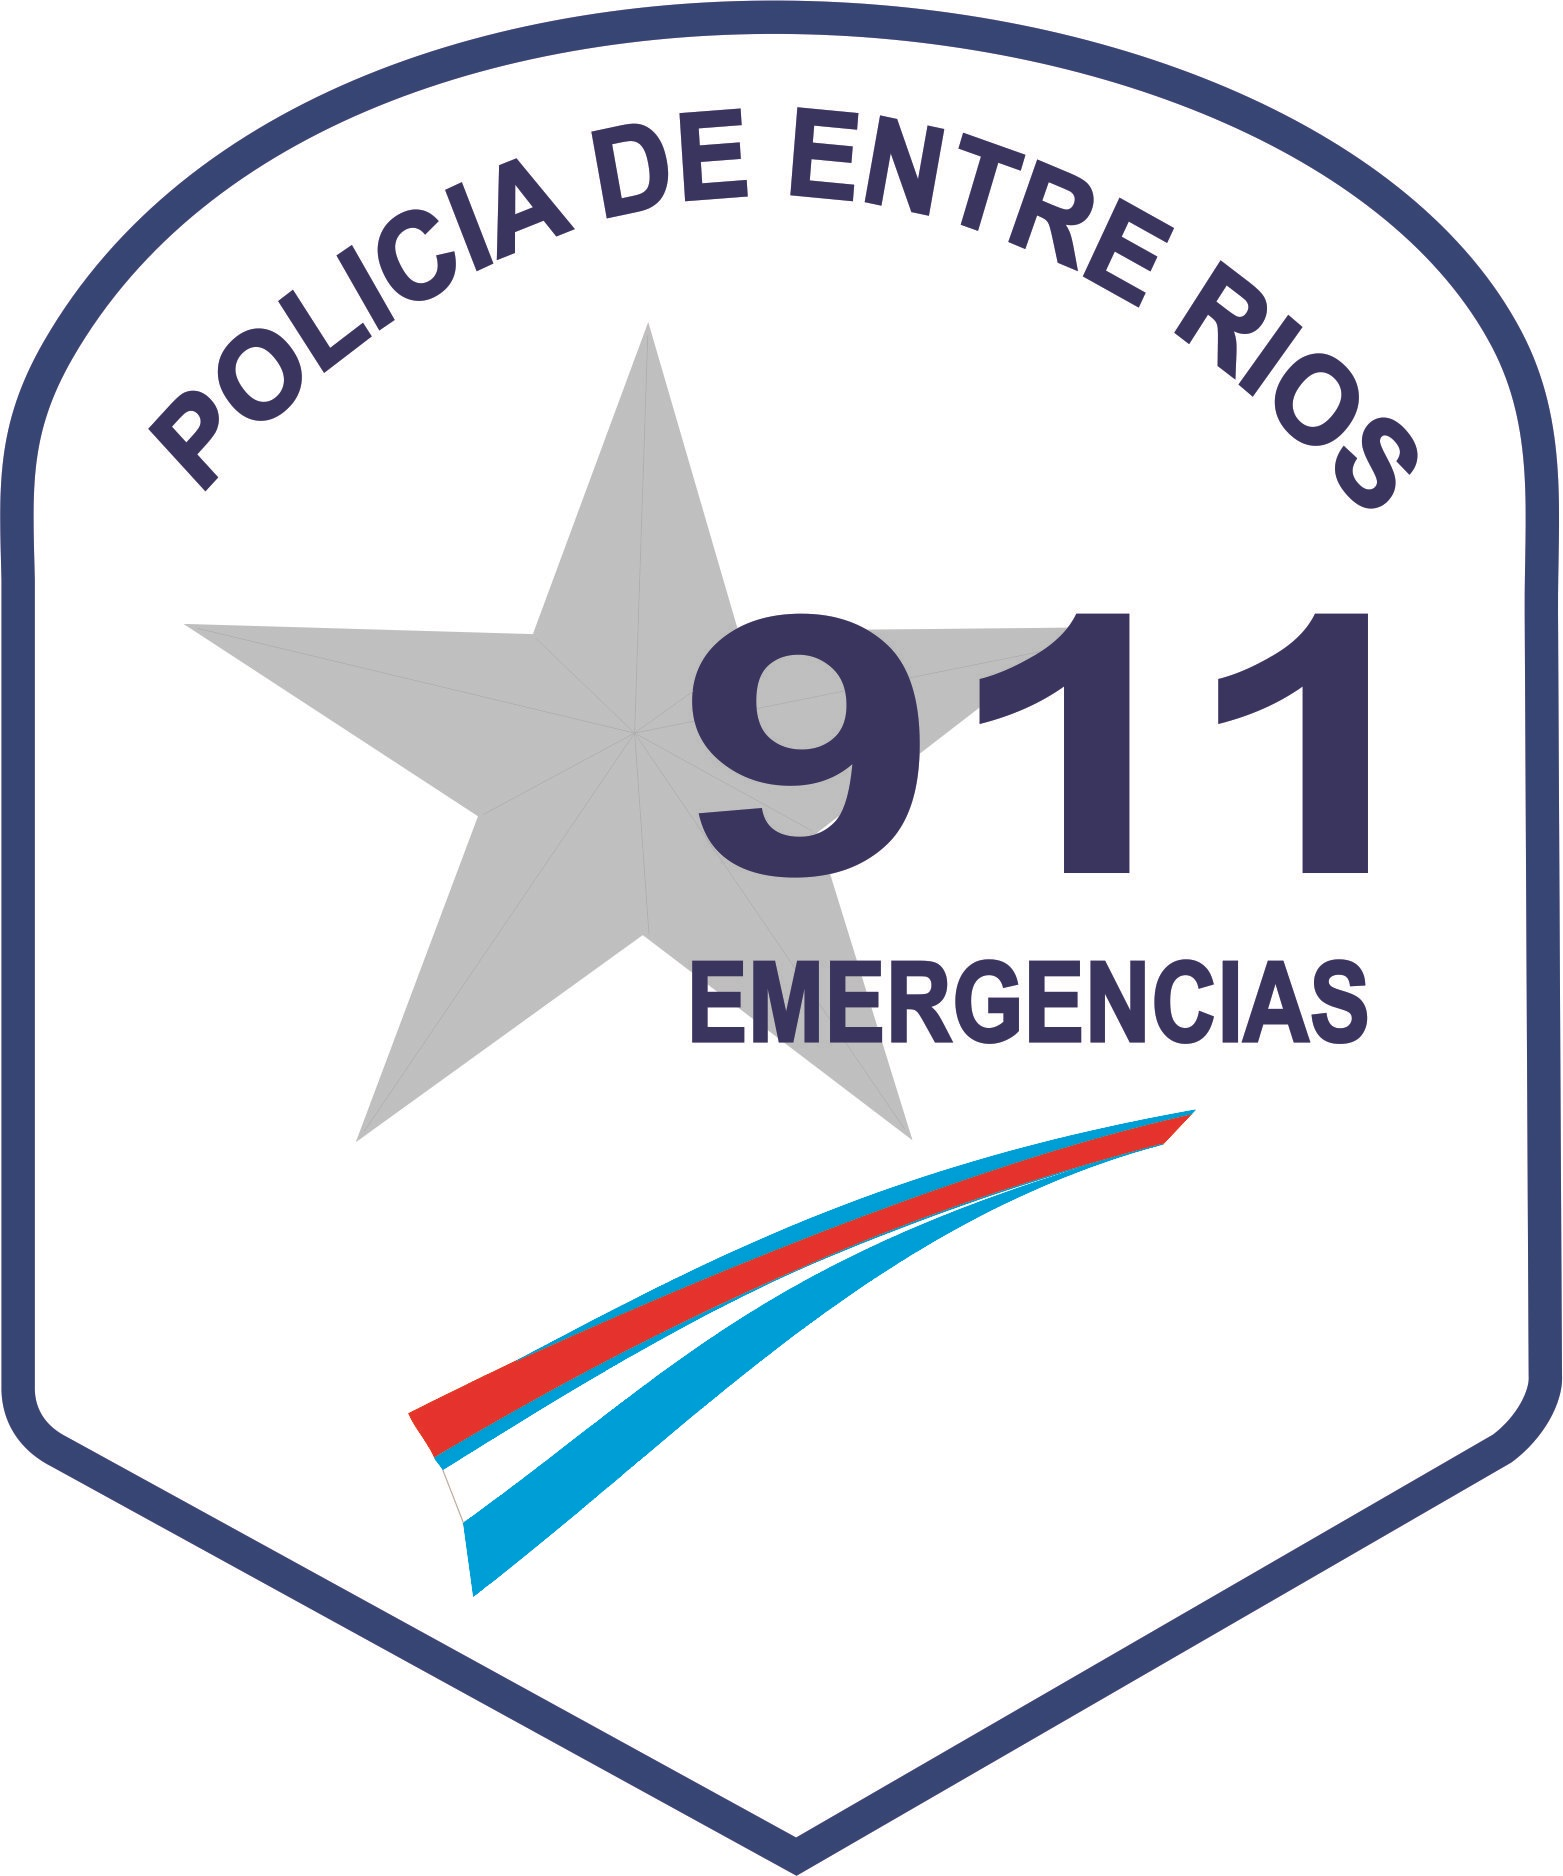 POLICIA DE ENTRE RIOS
911
EMERGENCIAS